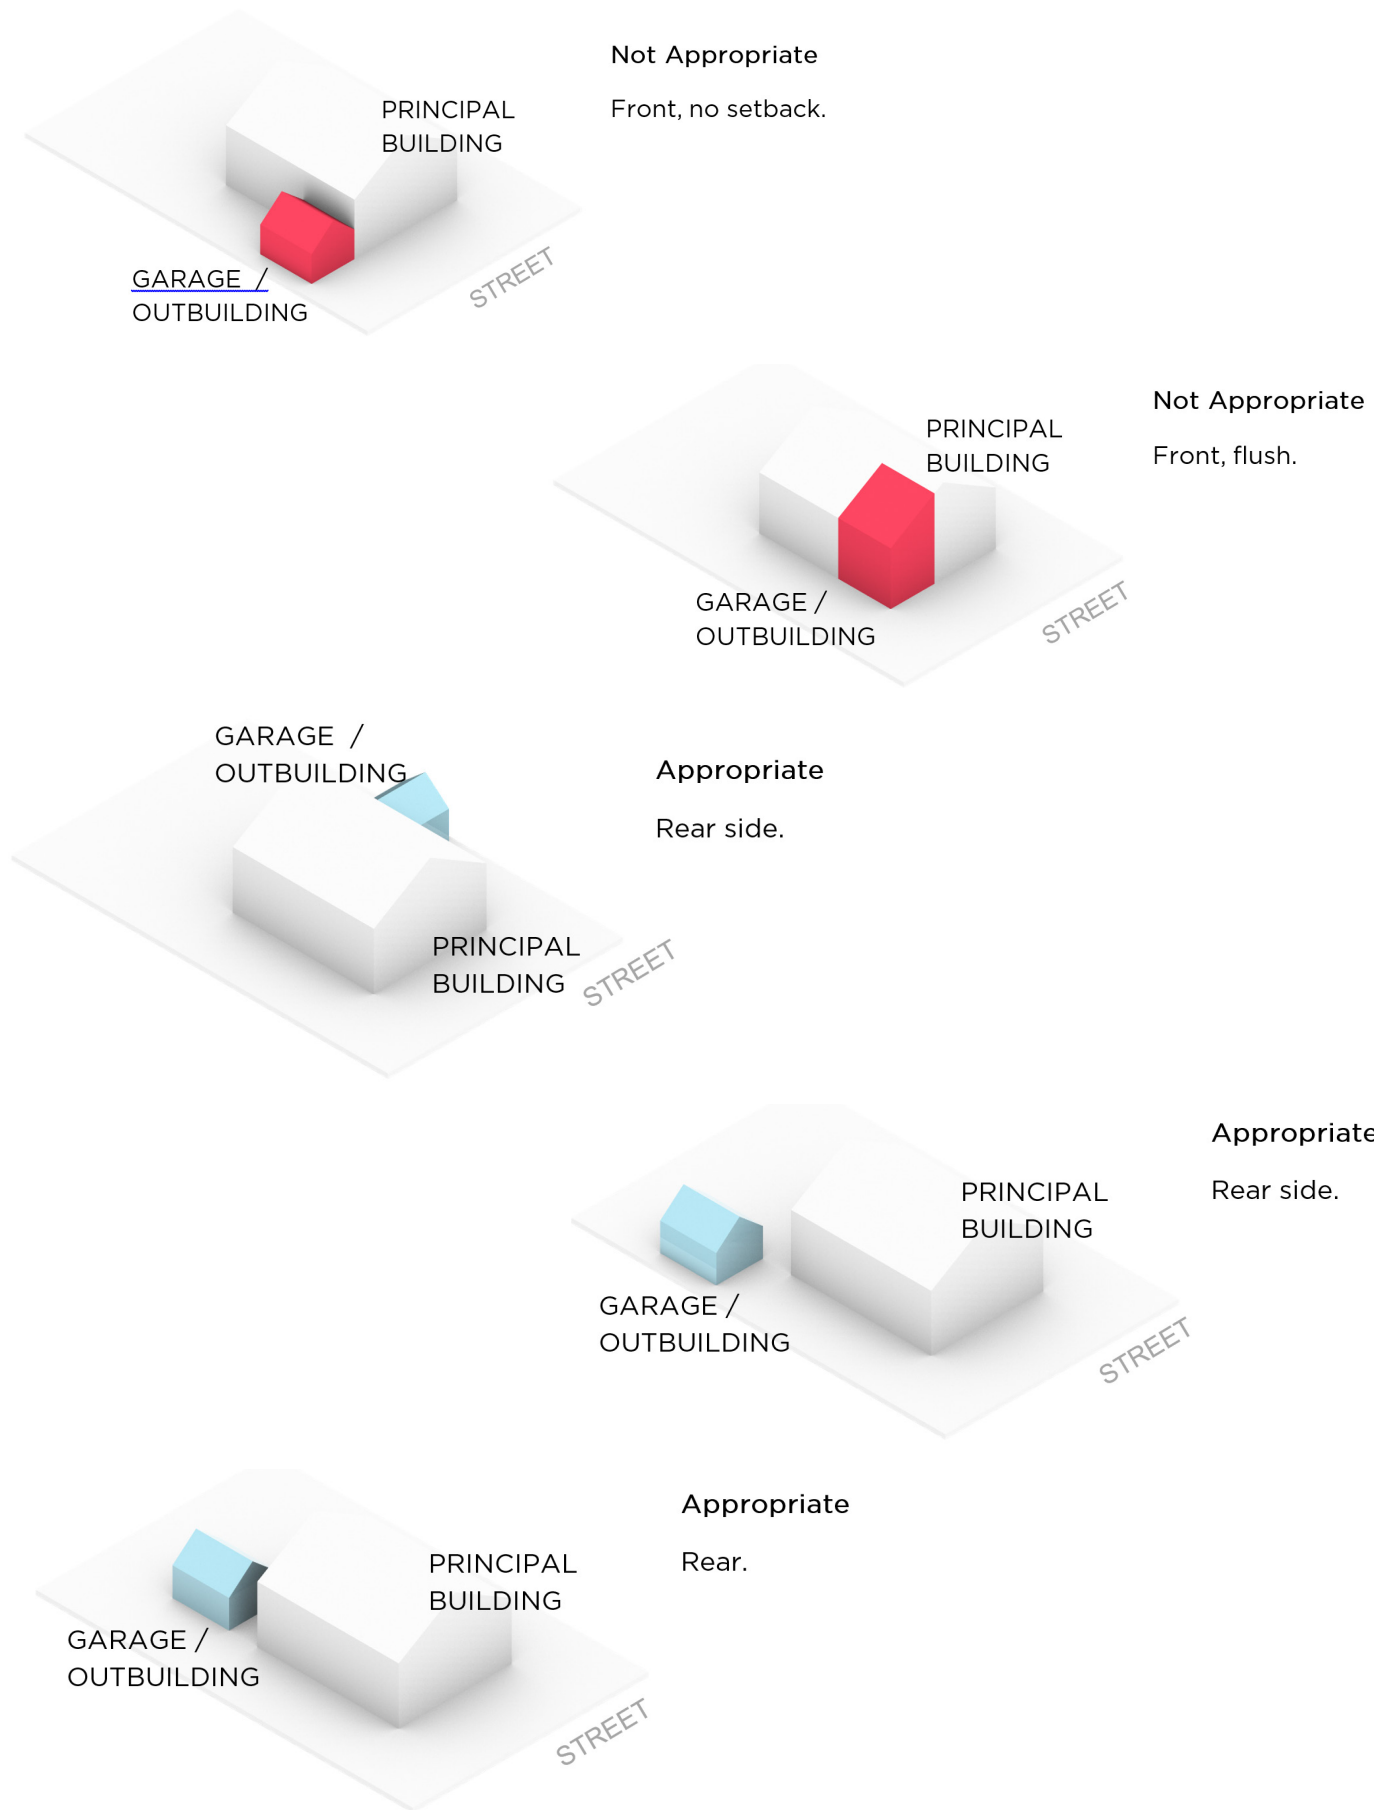 Not Appropriate
Front, no setback.
PRINCIPAL
BUILDING
GARAGE /
OUTBUILDING
STREET
Not Appropriate
Front, flush.
PRINCIPAL
BUILDING
GARAGE /
OUTBUILDING
STREET
GARAGE /
OUTBUILDING
Appropriate
Rear side.
PRINCIPAL
BUILDING
STREET
Appropriate
Rear side.
PRINCIPAL
BUILDING
GARAGE /
OUTBUILDING
STREET
Appropriate
Rear.
PRINCIPAL
BUILDING
GARAGE /
OUTBUILDING
STREET